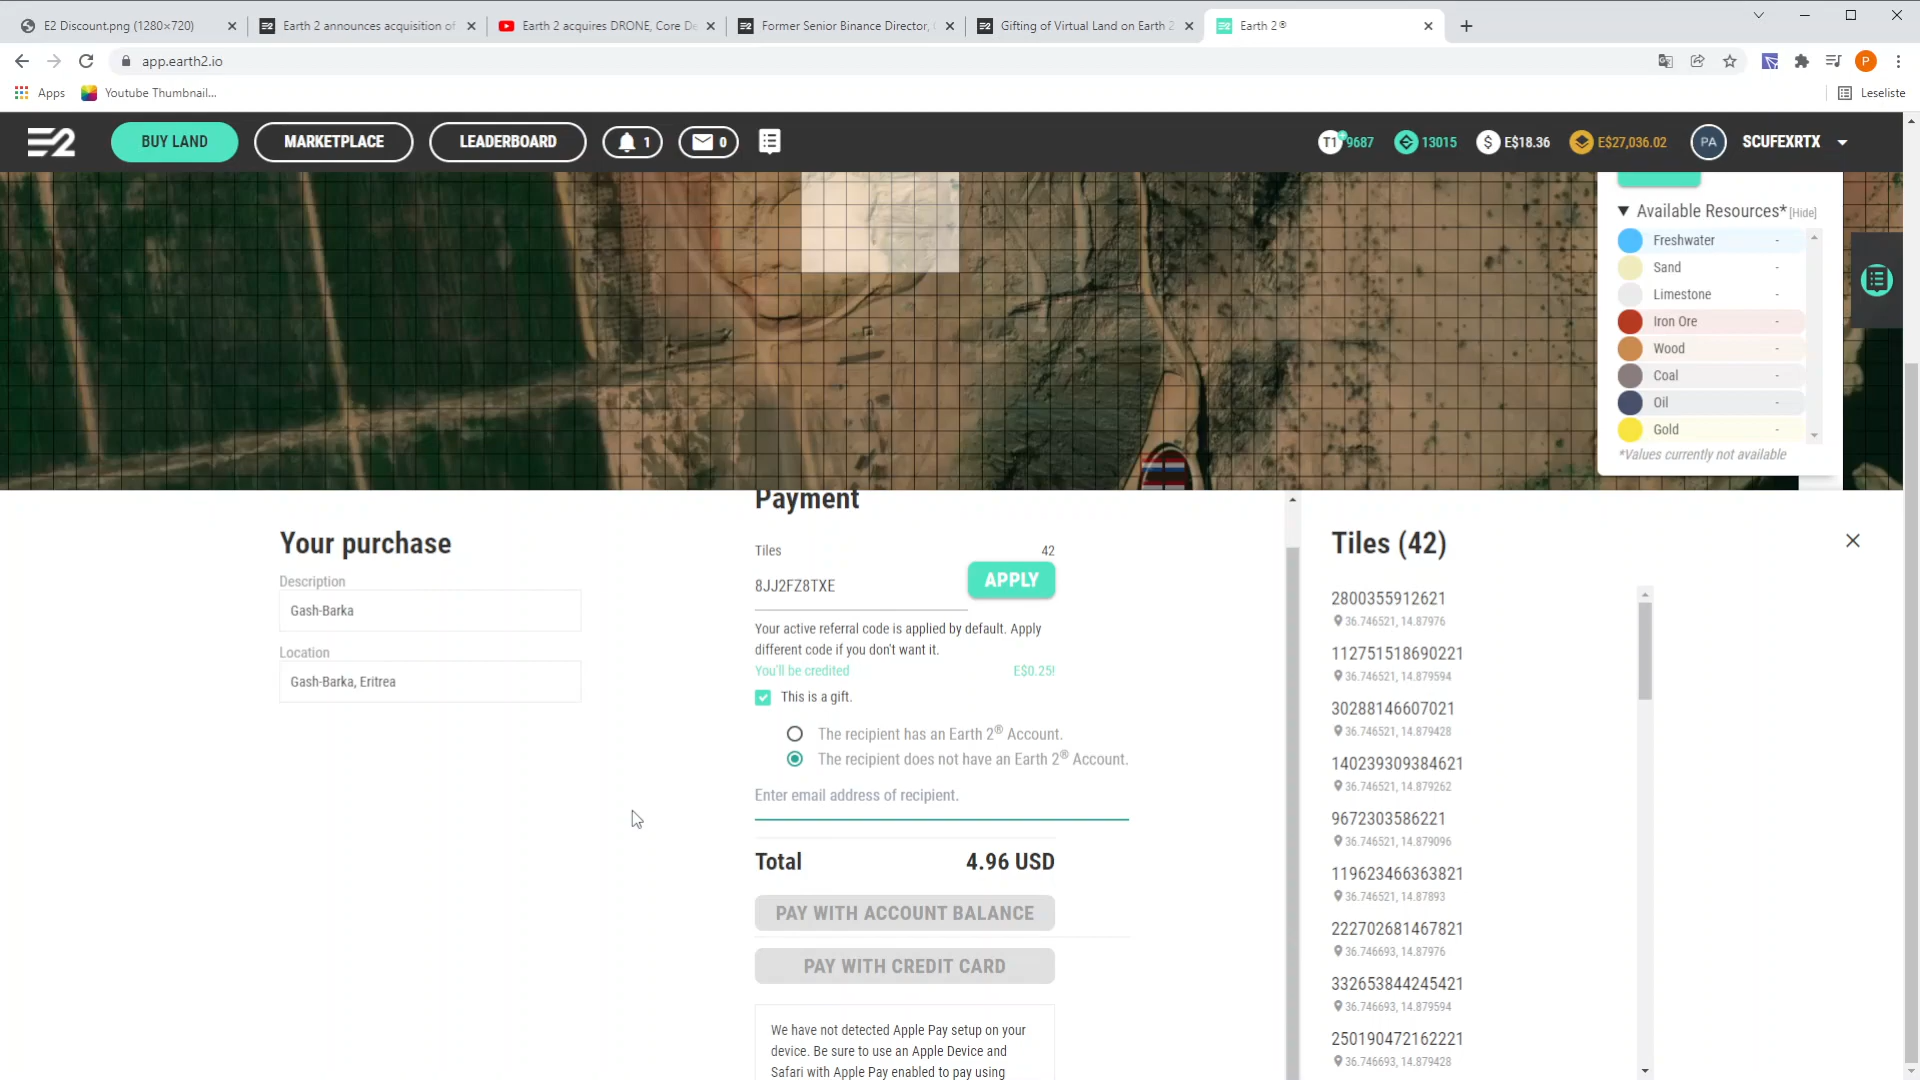 E2 Discount.png (1280×720)
Earth 2 announces acquisition of
Earth 2 acquires DRONE, Core De
Former Senior Binance Director,
Gifting of Virtual Land on Earth 2
Earth 2®
app.earth2.io
P
Apps
Youtube Thumbnail...
Leseliste
E2
BUY LAND
MARKETPLACE
LEADERBOARD
1
0
T1
9687
13015
E$18.36
E$27,036.02
PA
SCUFEXRTX
Available Resources* [Hide]
Freshwater -
Sand -
Limestone -
Iron Ore -
Wood -
Coal -
Oil -
Gold -
*Values currently not available
Your purchase
Description
Gash-Barka
Location
Gash-Barka, Eritrea
Payment
Tiles 42
8JJ2FZ8TXE
APPLY
Your active referral code is applied by default. Apply
different code if you don't want it.
You'll be credited E$0.25!
This is a gift.
The recipient has an Earth 2® Account.
The recipient does not have an Earth 2® Account.
Enter email address of recipient.
Total 4.96 USD
PAY WITH ACCOUNT BALANCE
PAY WITH CREDIT CARD
We have not detected Apple Pay setup on your
device. Be sure to use an Apple Device and
Safari with Apple Pay enabled to pay using
Tiles (42)
2800355912621
36.746521, 14.87976
112751518690221
36.746521, 14.879594
30288146607021
36.746521, 14.879428
140239309384621
36.746521, 14.879262
9672303586221
36.746521, 14.879096
119623466363821
36.746521, 14.87893
222702681467821
36.746693, 14.87976
332653844245421
36.746693, 14.879594
250190472162221
36.746693, 14.879428